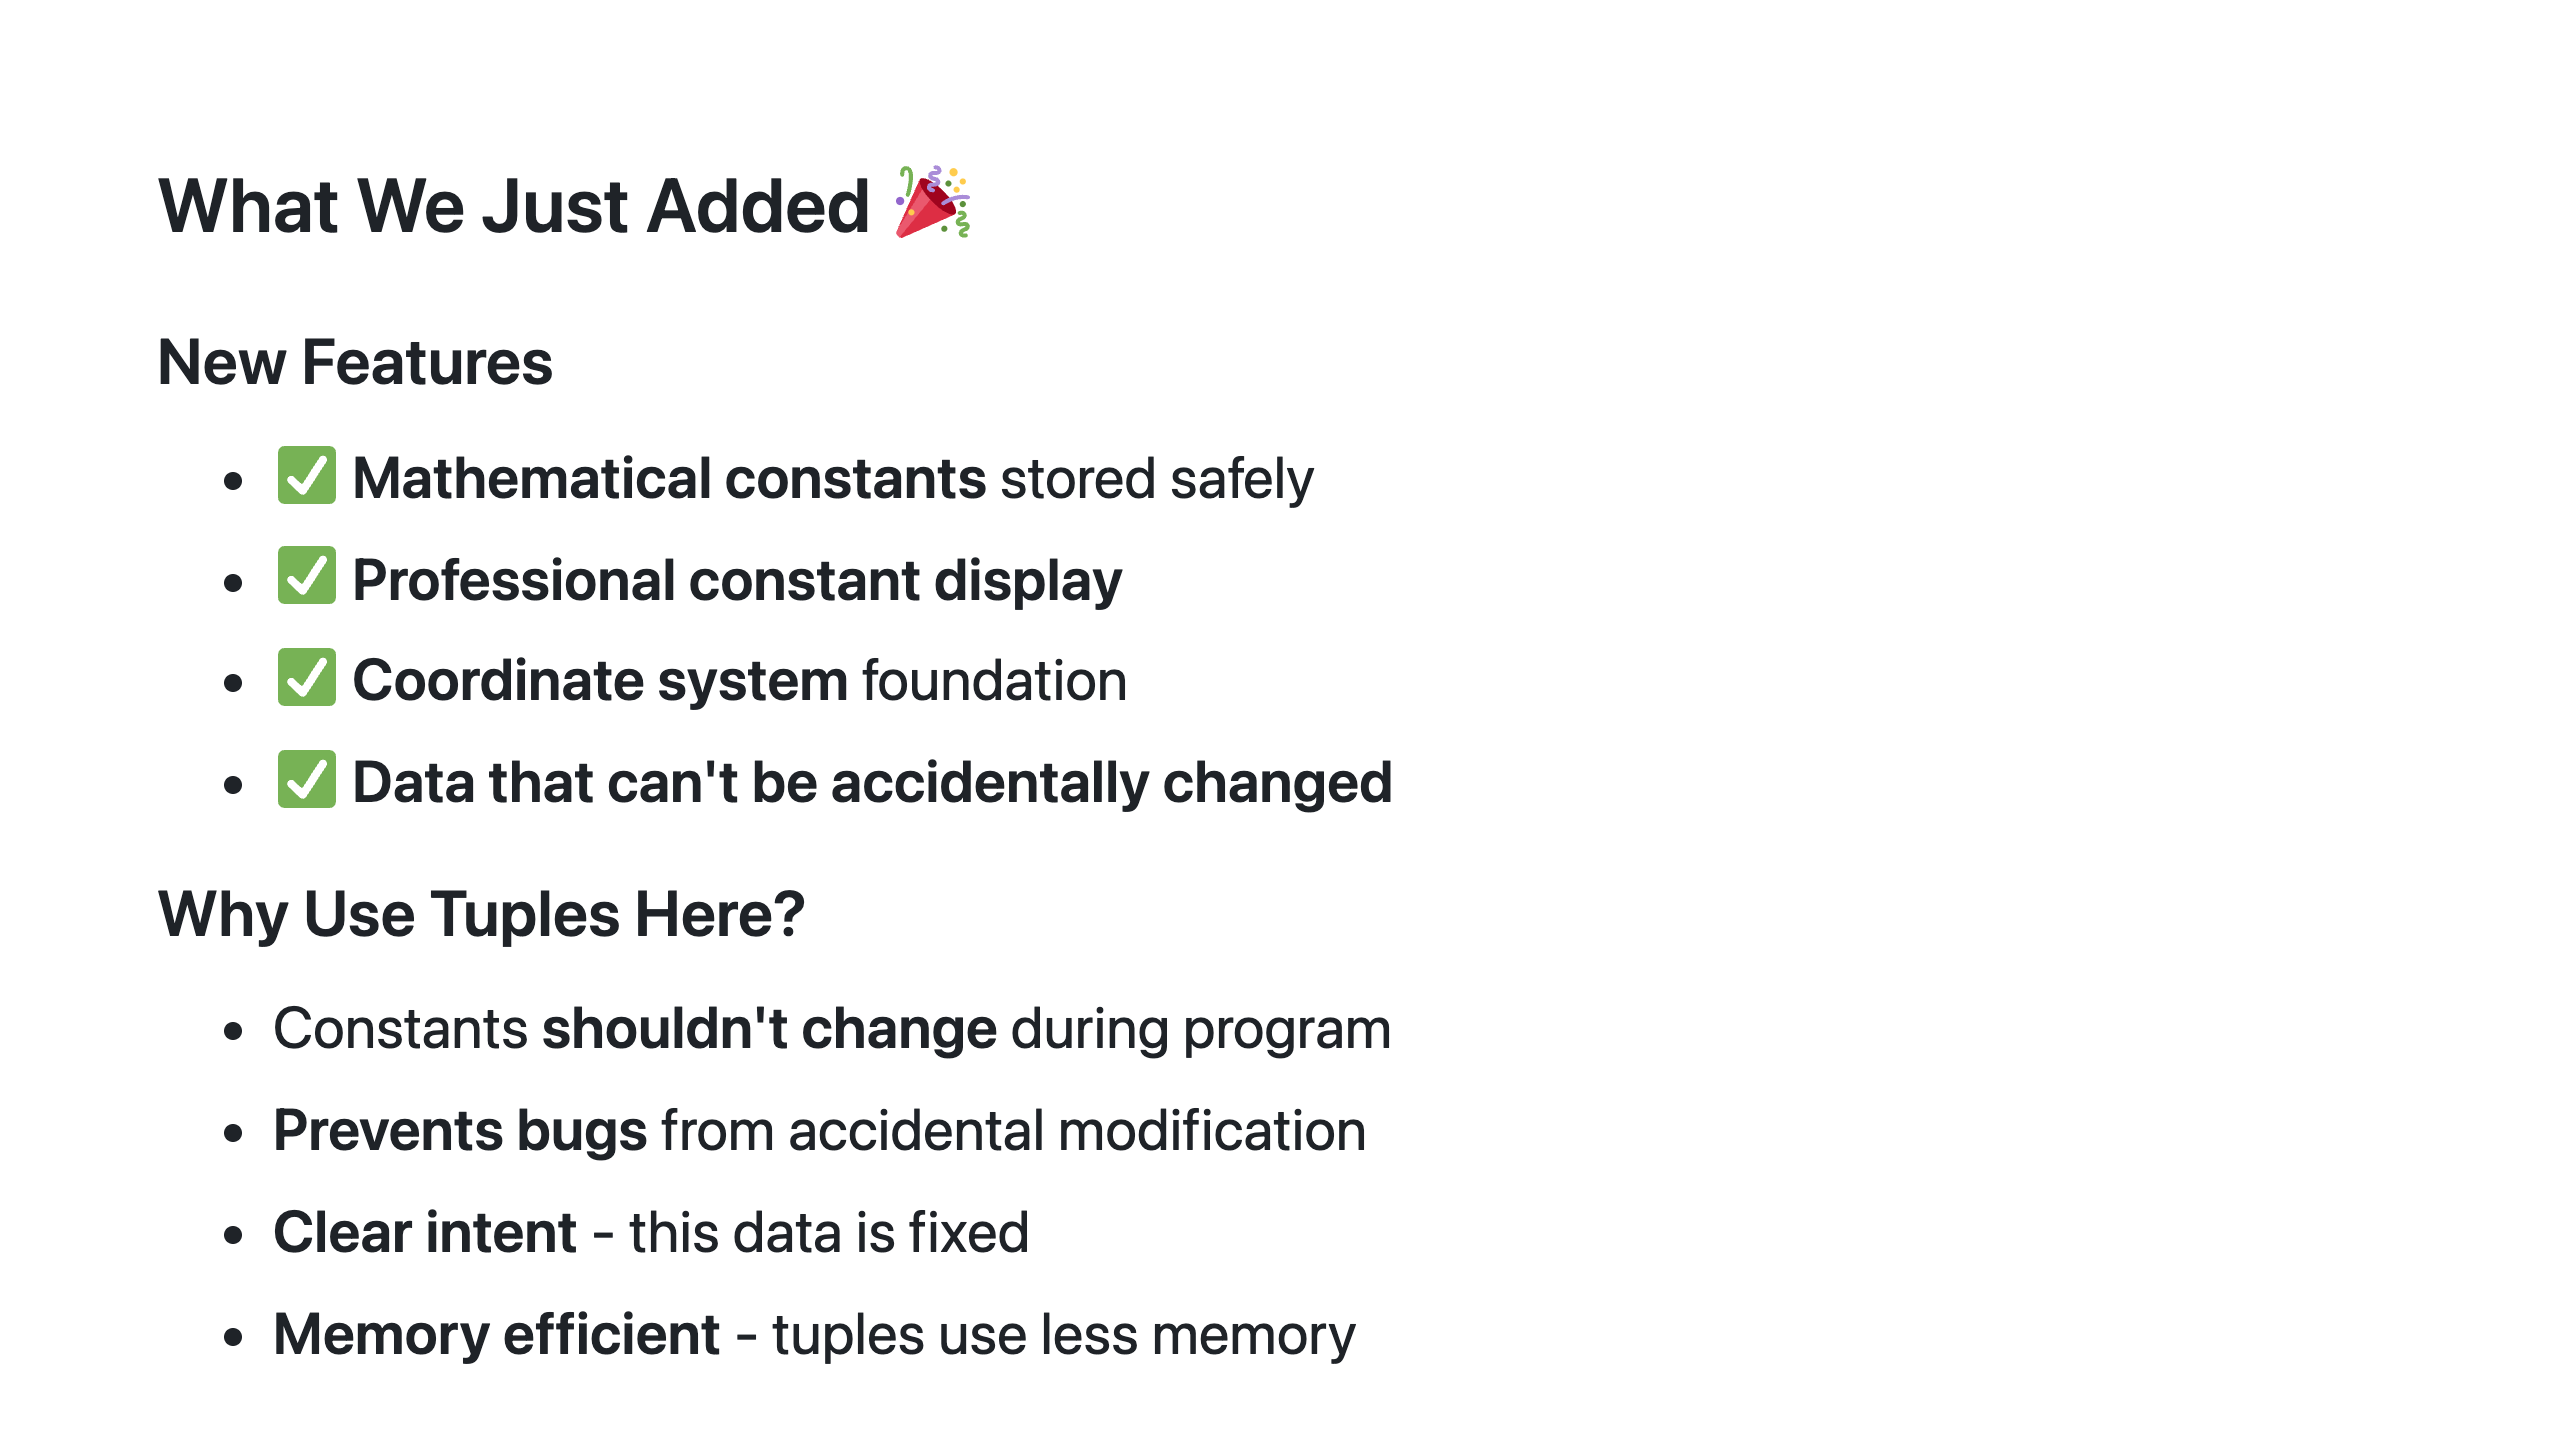 What We Just Added 🎉
New Features
• ✅ Mathematical constants stored safely
• ✅ Professional constant display
• ✅ Coordinate system foundation
• ✅ Data that can't be accidentally changed
Why Use Tuples Here?
• Constants shouldn't change during program
• Prevents bugs from accidental modification
• Clear intent - this data is fixed
• Memory efficient - tuples use less memory